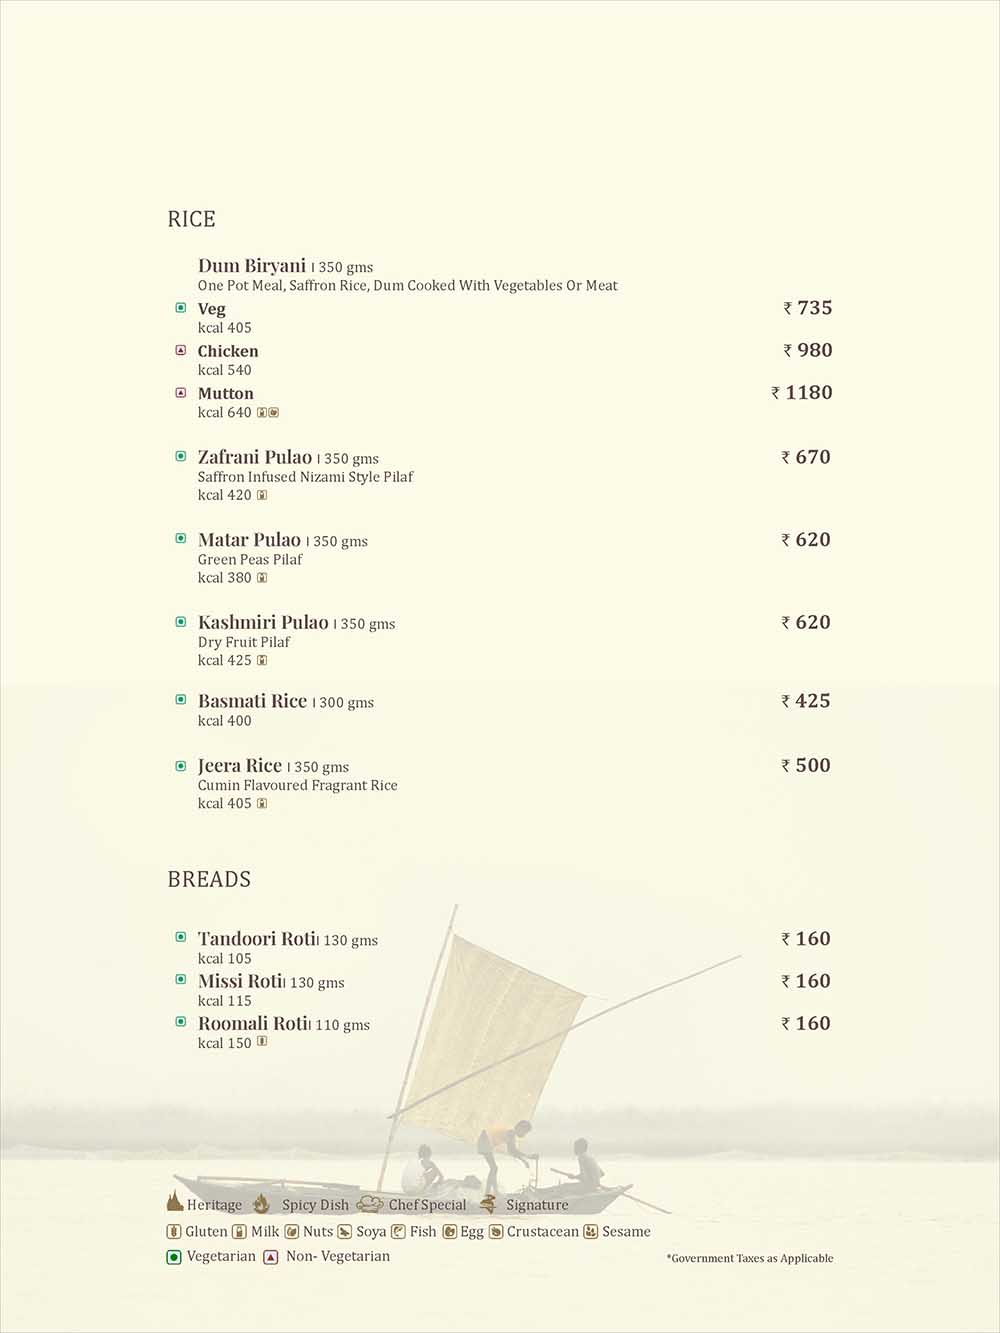 RICE
Dum Biryani | 350 gms
One Pot Meal, Saffron Rice, Dum Cooked With Vegetables Or Meat
Veg ₹ 735
kcal 405
Chicken ₹ 980
kcal 540
Mutton ₹ 1180
kcal 640
Zafrani Pulao | 350 gms ₹ 670
Saffron Infused Nizami Style Pilaf
kcal 420
Matar Pulao | 350 gms ₹ 620
Green Peas Pilaf
kcal 380
Kashmiri Pulao | 350 gms ₹ 620
Dry Fruit Pilaf
kcal 425
Basmati Rice | 300 gms ₹ 425
kcal 400
Jeera Rice | 350 gms ₹ 500
Cumin Flavoured Fragrant Rice
kcal 405
BREADS
Tandoori Roti| 130 gms ₹ 160
kcal 105
Missi Roti| 130 gms ₹ 160
kcal 115
Roomali Roti| 110 gms ₹ 160
kcal 150
Heritage Spicy Dish Chef Special Signature
Gluten Milk Nuts Soya Fish Egg Crustacean Sesame
Vegetarian Non- Vegetarian *Government Taxes as Applicable